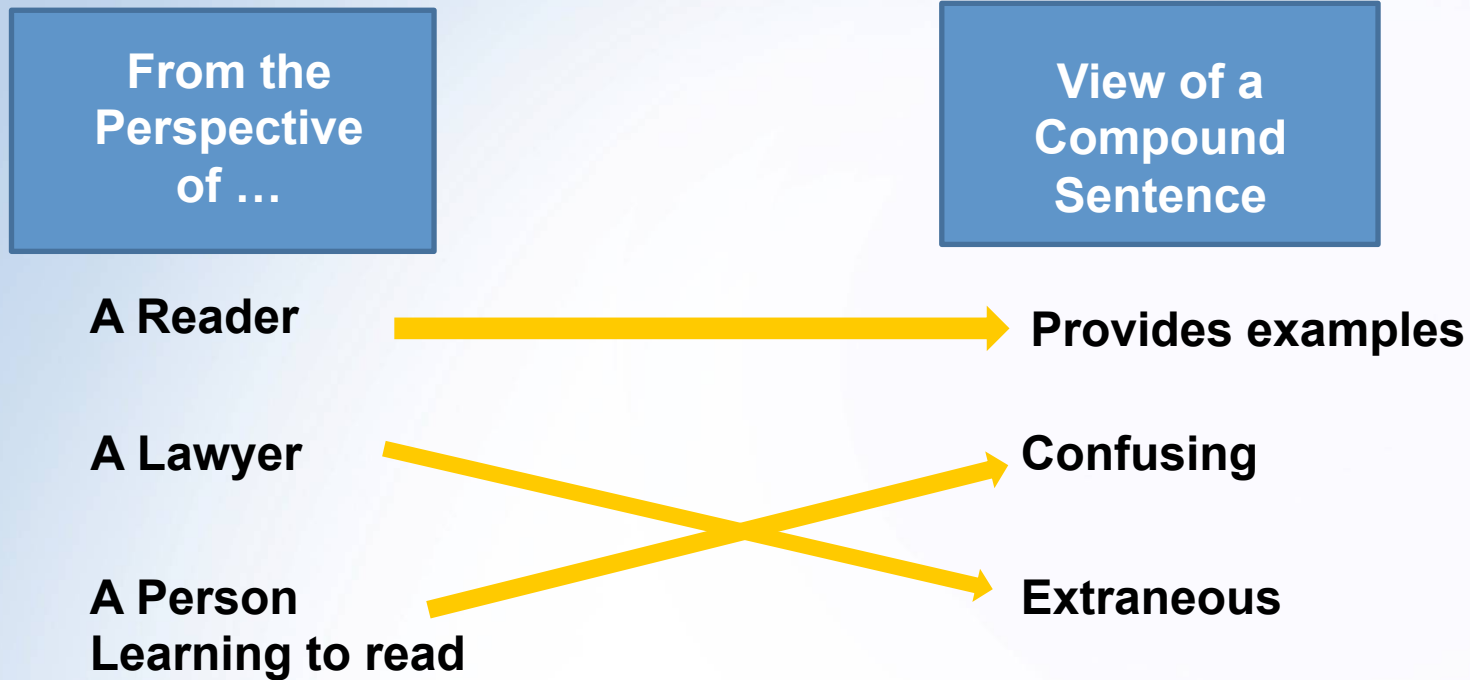 From the
Perspective
of …
View of a
Compound
Sentence
A Reader
Provides examples
A Lawyer
Confusing
A Person
Learning to read
Extraneous